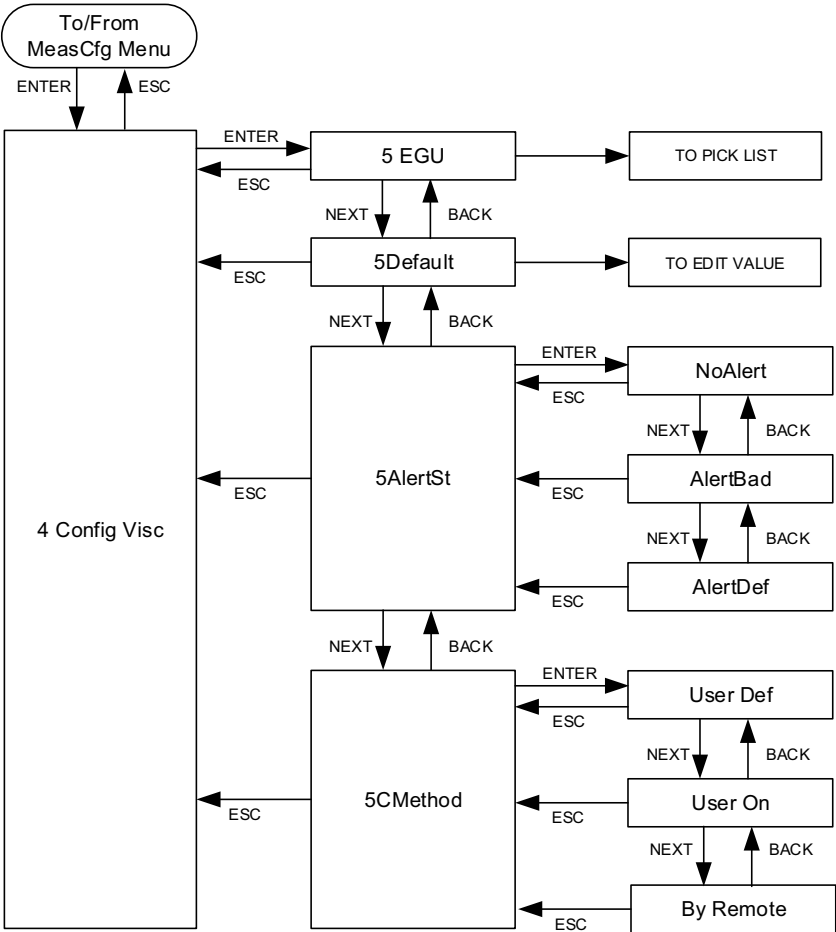 To/From
MeasCfg Menu
ENTER
ESC
ENTER
5 EGU
TO PICK LIST
ESC
NEXT
BACK
5Default
TO EDIT VALUE
ESC
NEXT
BACK
ENTER
NoAlert
ESC
NEXT
BACK
4 Config Visc
5AlertSt
AlertBad
ESC
ESC
NEXT
BACK
AlertDef
ESC
NEXT
BACK
ENTER
User Def
ESC
NEXT
BACK
5CMethod
User On
ESC
ESC
NEXT
BACK
By Remote
ESC